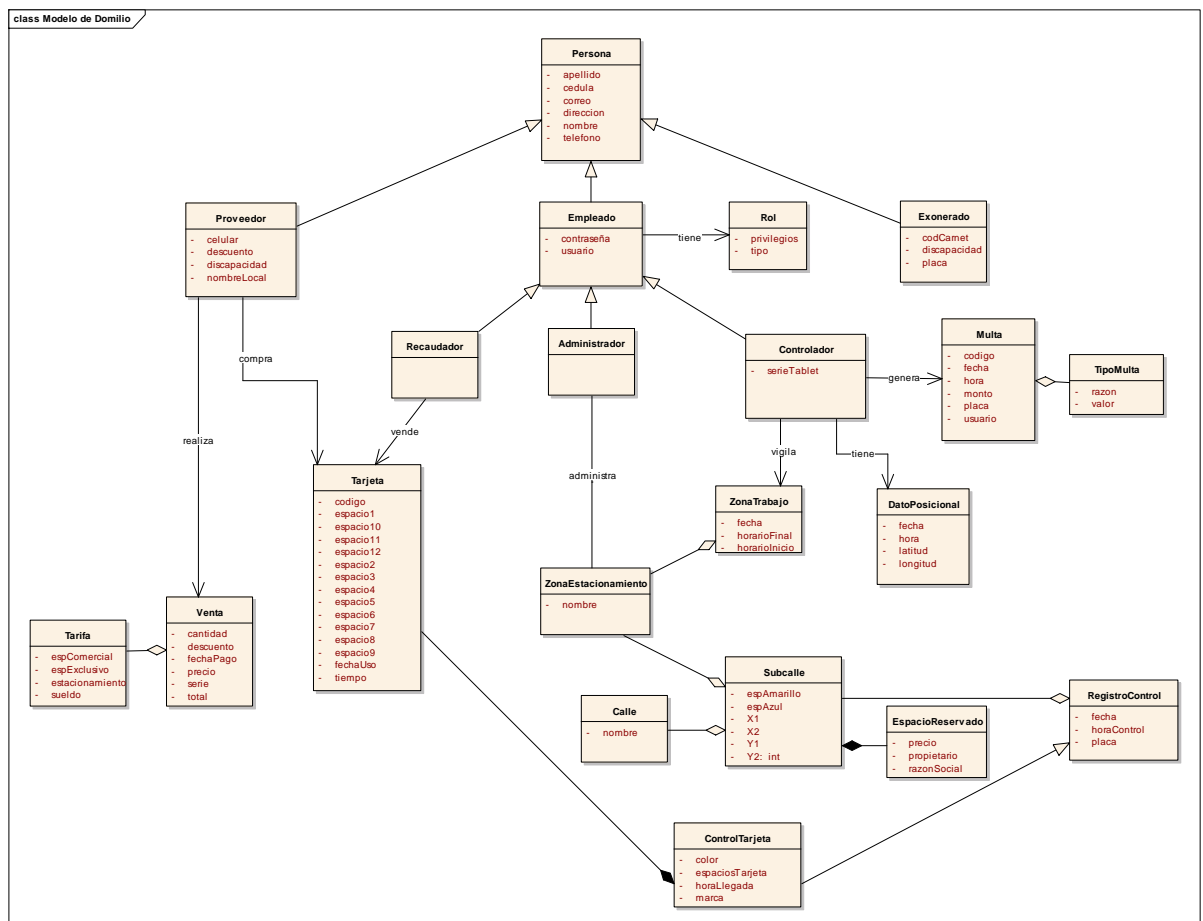 class Modelo de Domilio
Persona
- apellido
- cedula
- correo
- direccion
- nombre
- telefono
Proveedor
- celular
- descuento
- discapacidad
- nombreLocal
Empleado
- contraseña
- usuario
tiene
Rol
- privilegios
- tipo
Exonerado
- codCarnet
- discapacidad
- placa
Recaudador
Administrador
Controlador
- serieTablet
genera
Multa
- codigo
- fecha
- hora
- monto
- placa
- usuario
TipoMulta
- razon
- valor
compra
realiza
vende
administra
vigila
tiene
Tarjeta
- codigo
- espacio1
- espacio10
- espacio11
- espacio12
- espacio2
- espacio3
- espacio4
- espacio5
- espacio6
- espacio7
- espacio8
- espacio9
- fechaUso
- tiempo
ZonaTrabajo
- fecha
- horarioFinal
- horarioInicio
DatoPosicional
- fecha
- hora
- latitud
- longitud
ZonaEstacionamiento
- nombre
Tarifa
- espComercial
- espExclusivo
- estacionamiento
- sueldo
Venta
- cantidad
- descuento
- fechaPago
- precio
- serie
- total
Calle
- nombre
Subcalle
- espAmarillo
- espAzul
- X1
- X2
- Y1
- Y2: int
EspacioReservado
- precio
- propietario
- razonSocial
RegistroControl
- fecha
- horaControl
- placa
ControlTarjeta
- color
- espaciosTarjeta
- horaLlegada
- marca